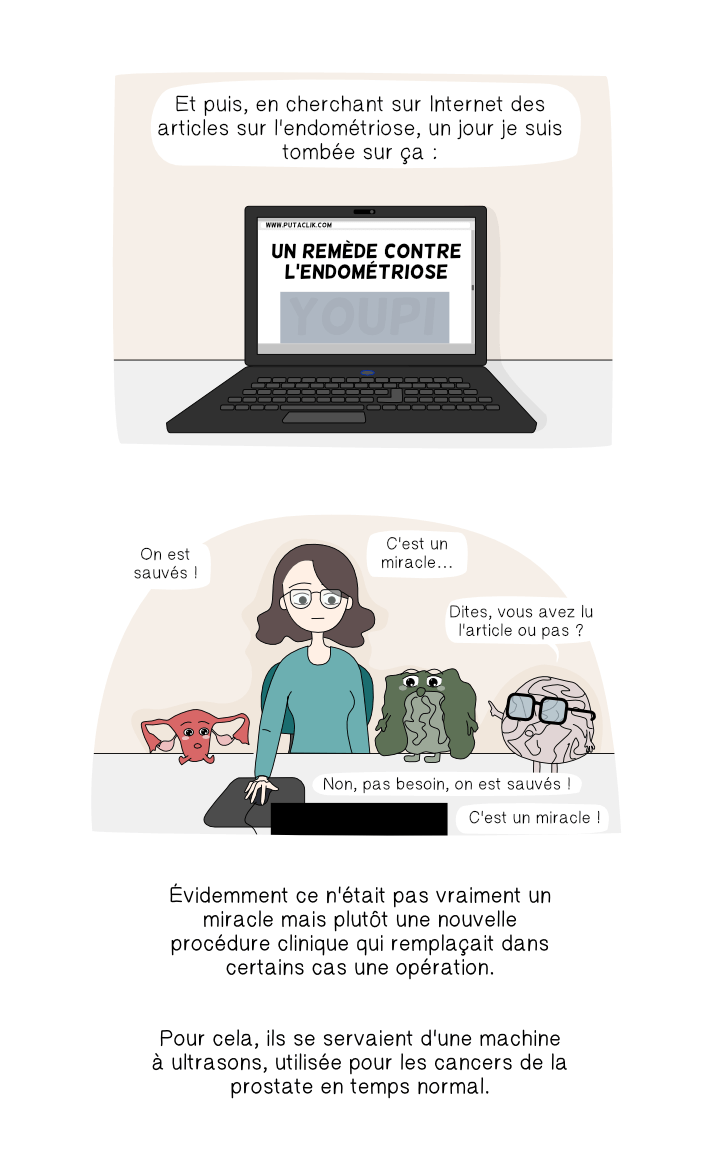 Et puis, en cherchant sur Internet des
articles sur l'endométriose, un jour je suis
tombée sur ça :
WWW.PUTACLIK.COM
UN REMÈDE CONTRE
L'ENDOMÉTRIOSE
YOUPI
On est
sauvés !
C'est un
miracle...
Dites, vous avez lu
l'article ou pas ?
Non, pas besoin, on est sauvés !
C'est un miracle !
Évidemment ce n'était pas vraiment un
miracle mais plutôt une nouvelle
procédure clinique qui remplaçait dans
certains cas une opération.
Pour cela, ils se servaient d'une machine
à ultrasons, utilisée pour les cancers de la
prostate en temps normal.